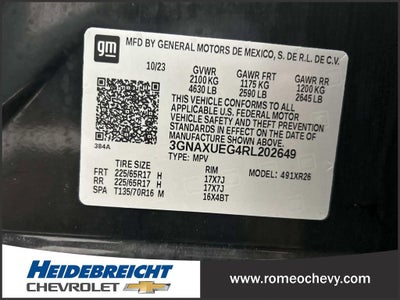 gm
MFD BY GENERAL MOTORS DE MEXICO, S. DE R.L. DE C.V.
10/23 GVWR GAWR FRT GAWR RR
2100 KG 1175 KG 1200 KG
4630 LB 2590 LB 2645 LB
THIS VEHICLE CONFORMS TO ALL
APPLICABLE U.S. FEDERAL MOTOR
VEHICLE SAFETY, BUMPER, AND THEFT
PREVENTION STANDARDS IN EFFECT ON
THE DATE OF MANUFACTURE SHOWN ABOVE.
384A
3GNAXUEG4RL202649
TYPE: MPV MODEL: 491XR26
TIRE SIZE RIM
FRT 225/65R17 H 17X7J
RR 225/65R17 H 17X7J
SPA T135/70R16 M 16X4BT
HEIDEBREICHT
CHEVROLET
www.romeochevy.com